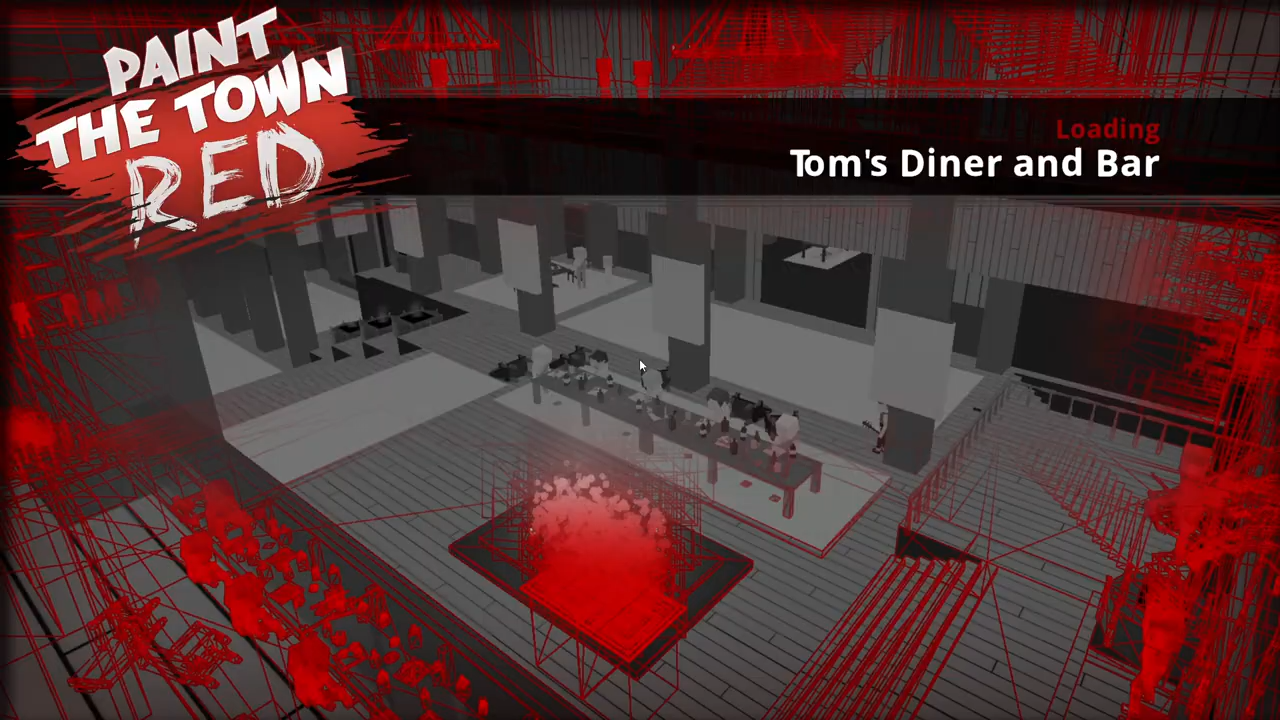 PAINT
THE TOWN
RED
Loading
Tom's Diner and Bar